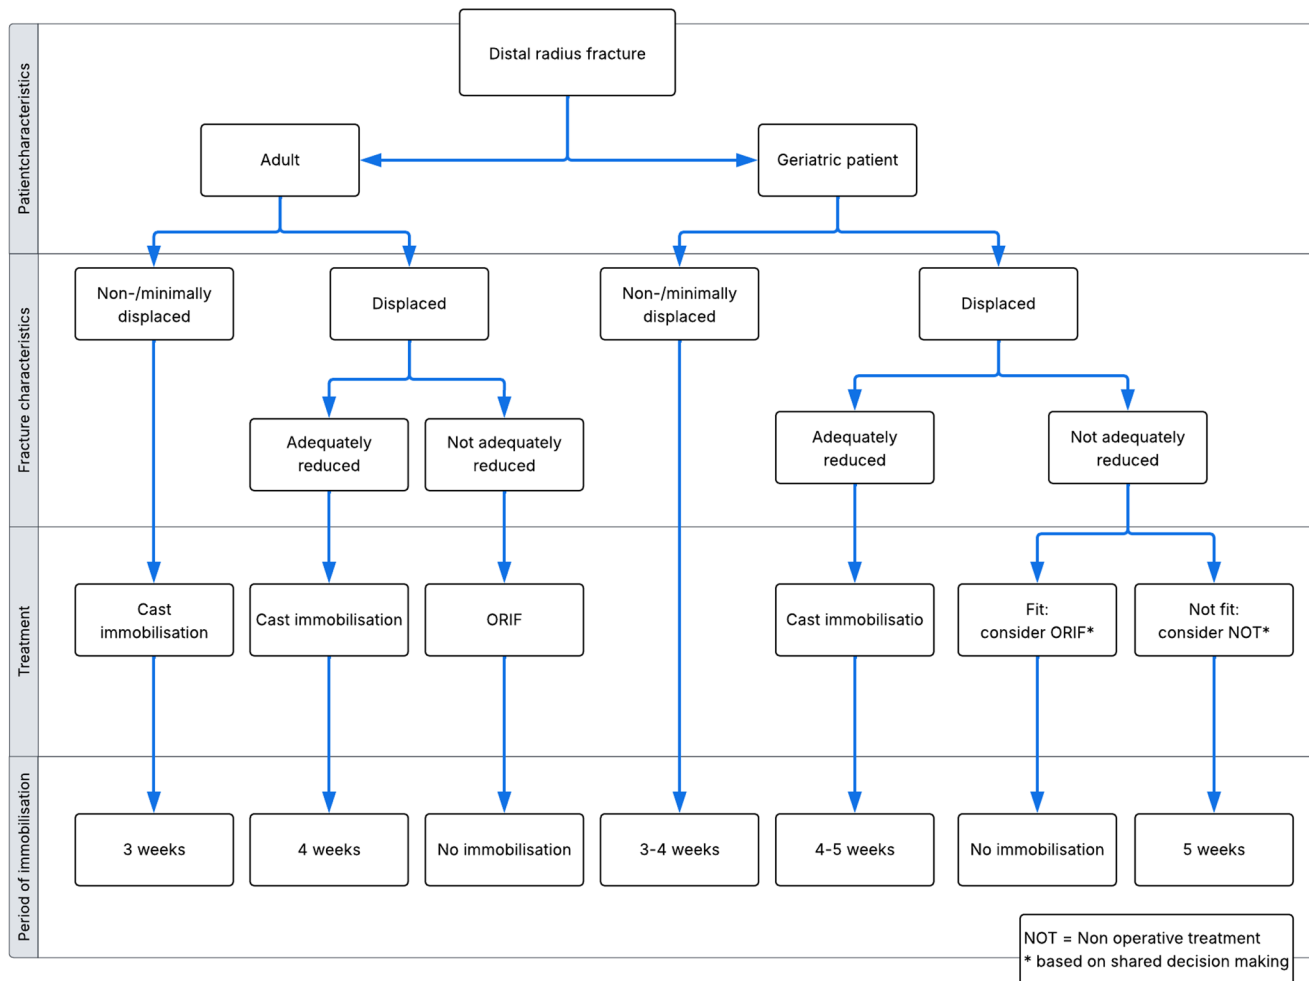 Distal radius fracture
Patientcharacteristics
Adult
Geriatric patient
Fracture characteristics
Non-/minimally
displaced
Displaced
Non-/minimally
displaced
Displaced
Adequately
reduced
Not adequately
reduced
Adequately
reduced
Not adequately
reduced
Treatment
Cast
immobilisation
Cast immobilisation
ORIF
Cast immobilisatio
Fit:
consider ORIF*
Not fit:
consider NOT*
Period of immobilisation
3 weeks
4 weeks
No immobilisation
3-4 weeks
4-5 weeks
No immobilisation
5 weeks
NOT = Non operative treatment
* based on shared decision making